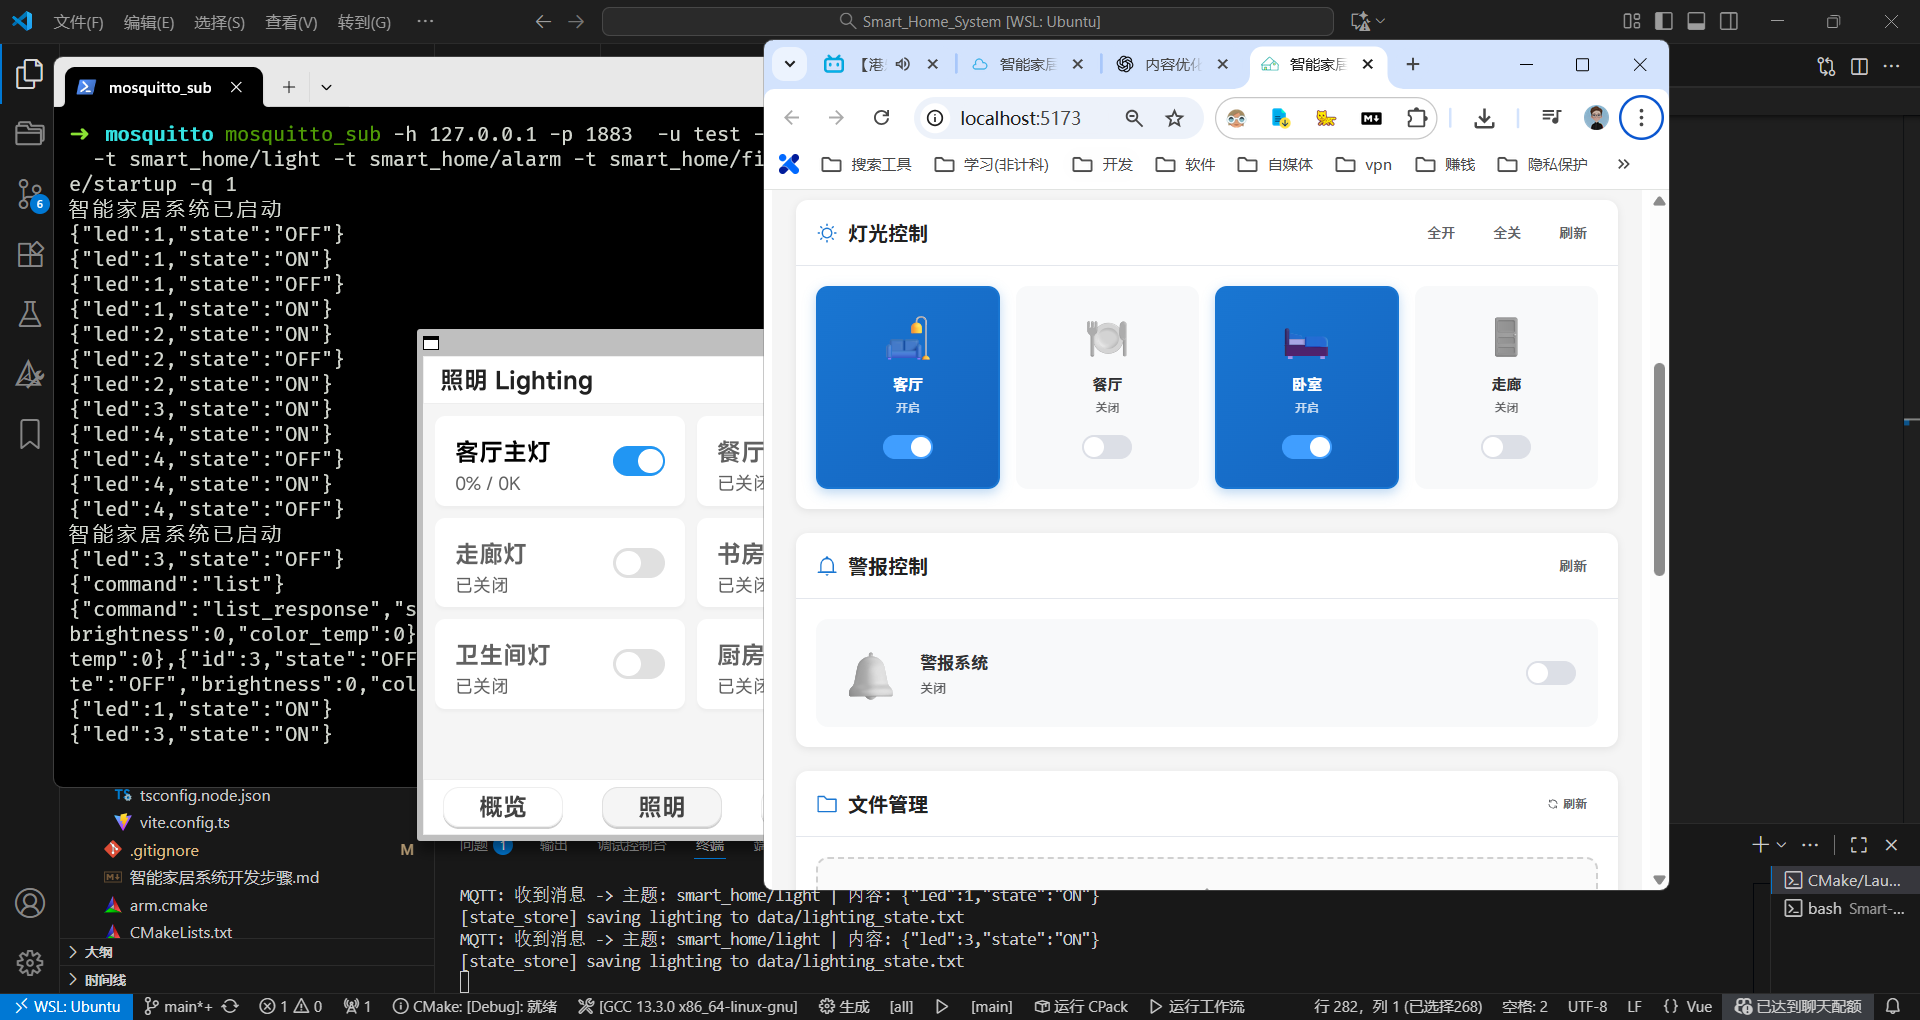 文件(F) 编辑(E) 选择(S) 查看(V) 转到(G) ···
Smart_Home_System [WSL: Ubuntu]
mosquitto_sub
→ mosquitto mosquitto_sub -h 127.0.0.1 -p 1883 -u test -
-t smart_home/light -t smart_home/alarm -t smart_home/fi
e/startup -q 1
智能家居系统已启动
{"led":1,"state":"OFF"}
{"led":1,"state":"ON"}
{"led":1,"state":"OFF"}
{"led":1,"state":"ON"}
{"led":2,"state":"ON"}
{"led":2,"state":"OFF"}
{"led":2,"state":"ON"}
{"led":3,"state":"ON"}
{"led":4,"state":"ON"}
{"led":4,"state":"OFF"}
{"led":4,"state":"ON"}
{"led":4,"state":"OFF"}
智能家居系统已启动
{"led":3,"state":"OFF"}
{"command":"list"}
{"command":"list_response","s
brightness":0,"color_temp":0}
temp":0},{"id":3,"state":"OFF
te":"OFF","brightness":0,"col
{"led":1,"state":"ON"}
{"led":3,"state":"ON"}
6
照明 Lighting
客厅主灯
0% / 0K
餐厅
已关闭
走廊灯
已关闭
书房
已关闭
卫生间灯
已关闭
厨房
已关闭
概览
照明
【港
智能家居
内容优化
智能家居
localhost:5173
搜索工具 学习(非计科) 开发 软件 自媒体 vpn 赚钱 隐私保护 »
灯光控制
全开 全关 刷新
客厅
开启
餐厅
关闭
卧室
开启
走廊
关闭
警报控制
刷新
警报系统
关闭
文件管理
刷新
tsconfig.node.json
vite.config.ts
.gitignore M
智能家居系统开发步骤.md
arm.cmake
CMakeLists.txt
大纲
时间线
问题 1 输出 调试控制台 终端
MQTT: 收到消息 -> 主题: smart_home/light | 内容: {"led":1,"state":"ON"}
[state_store] saving lighting to data/lighting_state.txt
MQTT: 收到消息 -> 主题: smart_home/light | 内容: {"led":3,"state":"ON"}
[state_store] saving lighting to data/lighting_state.txt
CMake/Lau...
bash Smart-...
WSL: Ubuntu main*+ 1 0 1 CMake: [Debug]: 就绪 [GCC 13.3.0 x86_64-linux-gnu] 生成 [all] [main] 运行 CPack 运行工作流 行 282，列 1 (已选择268) 空格: 2 UTF-8 LF {} Vue 已达到聊天配额